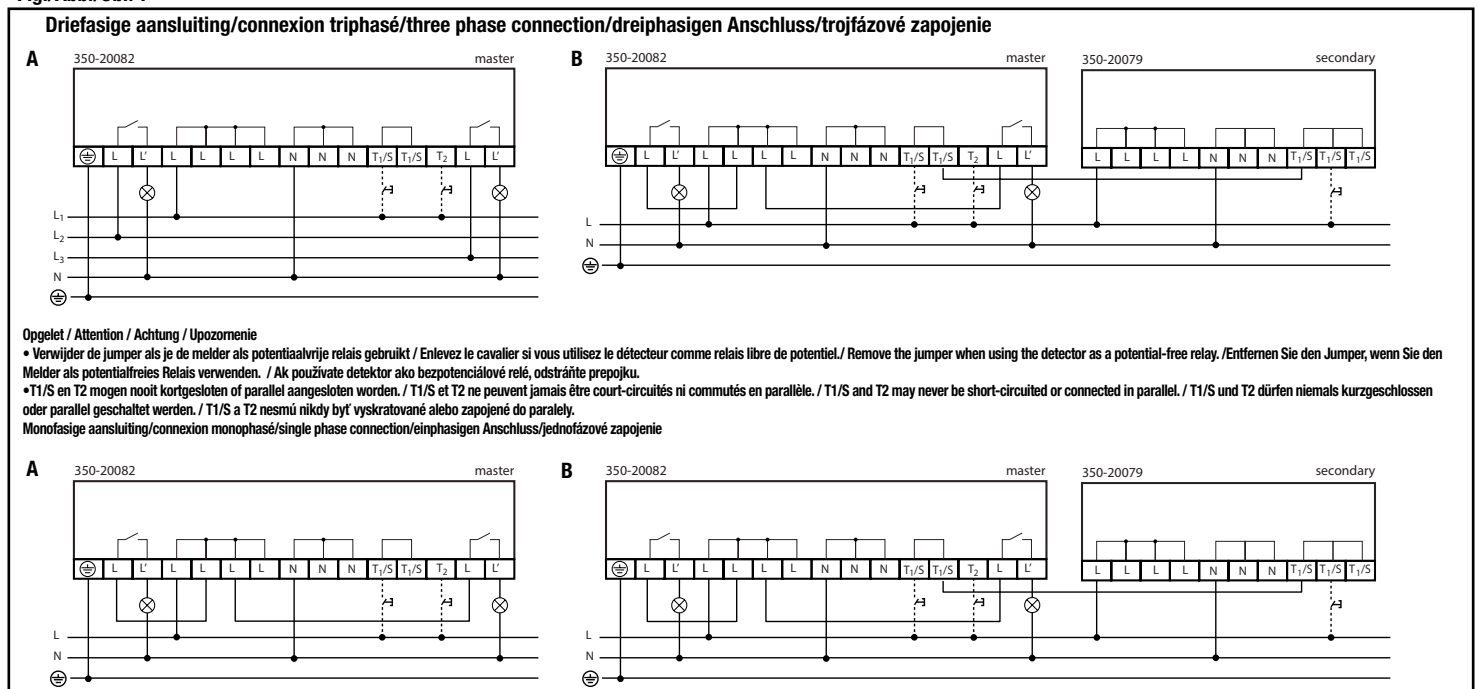 Driefasige aansluiting/connexion triphasé/three phase connection/dreiphasigen Anschluss/trojfázové zapojenie
A
350-20082 master
L L' L L L L N N N T1/S T1/S T2 L L'
L1
L2
L3
N
B
350-20082 master
L L' L L L L N N N T1/S T1/S T2 L L'
350-20079 secondary
L L L L N N N T1/S T1/S T1/S
L
N
Opgelet / Attention / Achtung / Upozornenie
• Verwijder de jumper als je de melder als potentiaalvrije relais gebruikt / Enlevez le cavalier si vous utilisez le détecteur comme relais libre de potentiel./ Remove the jumper when using the detector as a potential-free relay. /Entfernen Sie den Jumper, wenn Sie den
Melder als potentialfreies Relais verwenden. / Ak používate detektor ako bezpotenciálové relé, odstráňte prepojku.
•T1/S en T2 mogen nooit kortgesloten of parallel aangesloten worden. / T1/S et T2 ne peuvent jamais être court-circuités ni commutés en parallèle. / T1/S and T2 may never be short-circuited or connected in parallel. / T1/S und T2 dürfen niemals kurzgeschlossen
oder parallel geschaltet werden. / T1/S a T2 nesmú nikdy byť vyskratované alebo zapojené do paralely.
Monofasige aansluiting/connexion monophasé/single phase connection/einphasigen Anschluss/jednofázové zapojenie
A
350-20082 master
L L' L L L L N N N T1/S T1/S T2 L L'
L
N
B
350-20082 master
L L' L L L L N N N T1/S T1/S T2 L L'
350-20079 secondary
L L L L N N N T1/S T1/S T1/S
L
N